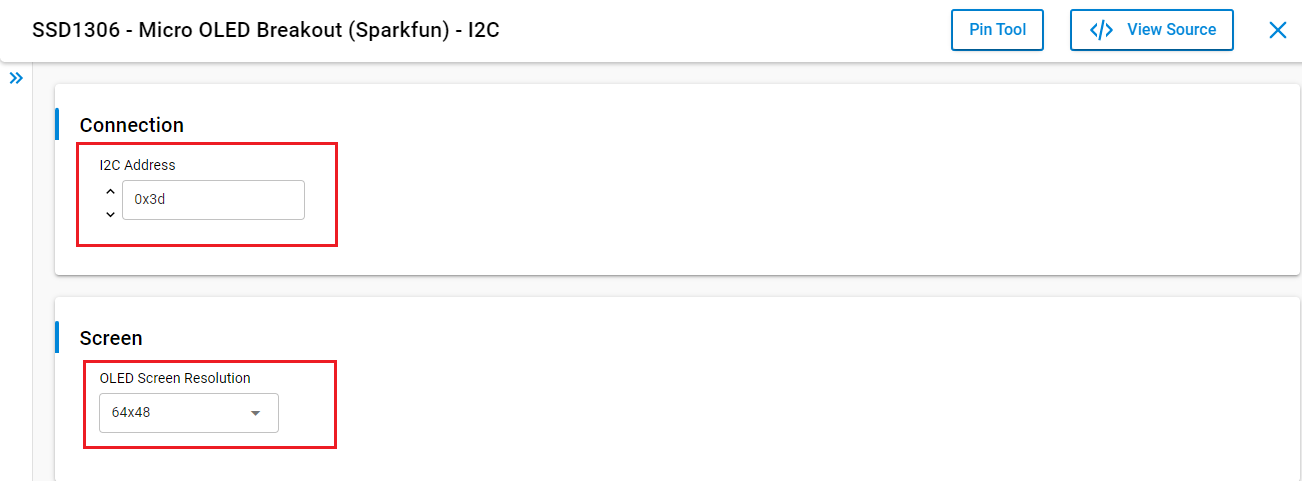 SSD1306 - Micro OLED Breakout (Sparkfun) - I2C
Pin Tool
</> View Source
Connection
I2C Address
0x3d
Screen
OLED Screen Resolution
64x48